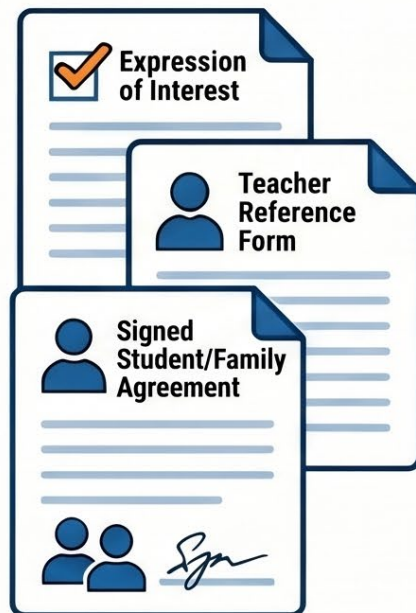 Expression
of Interest
Teacher
Reference
Form
Signed
Student/Family
Agreement